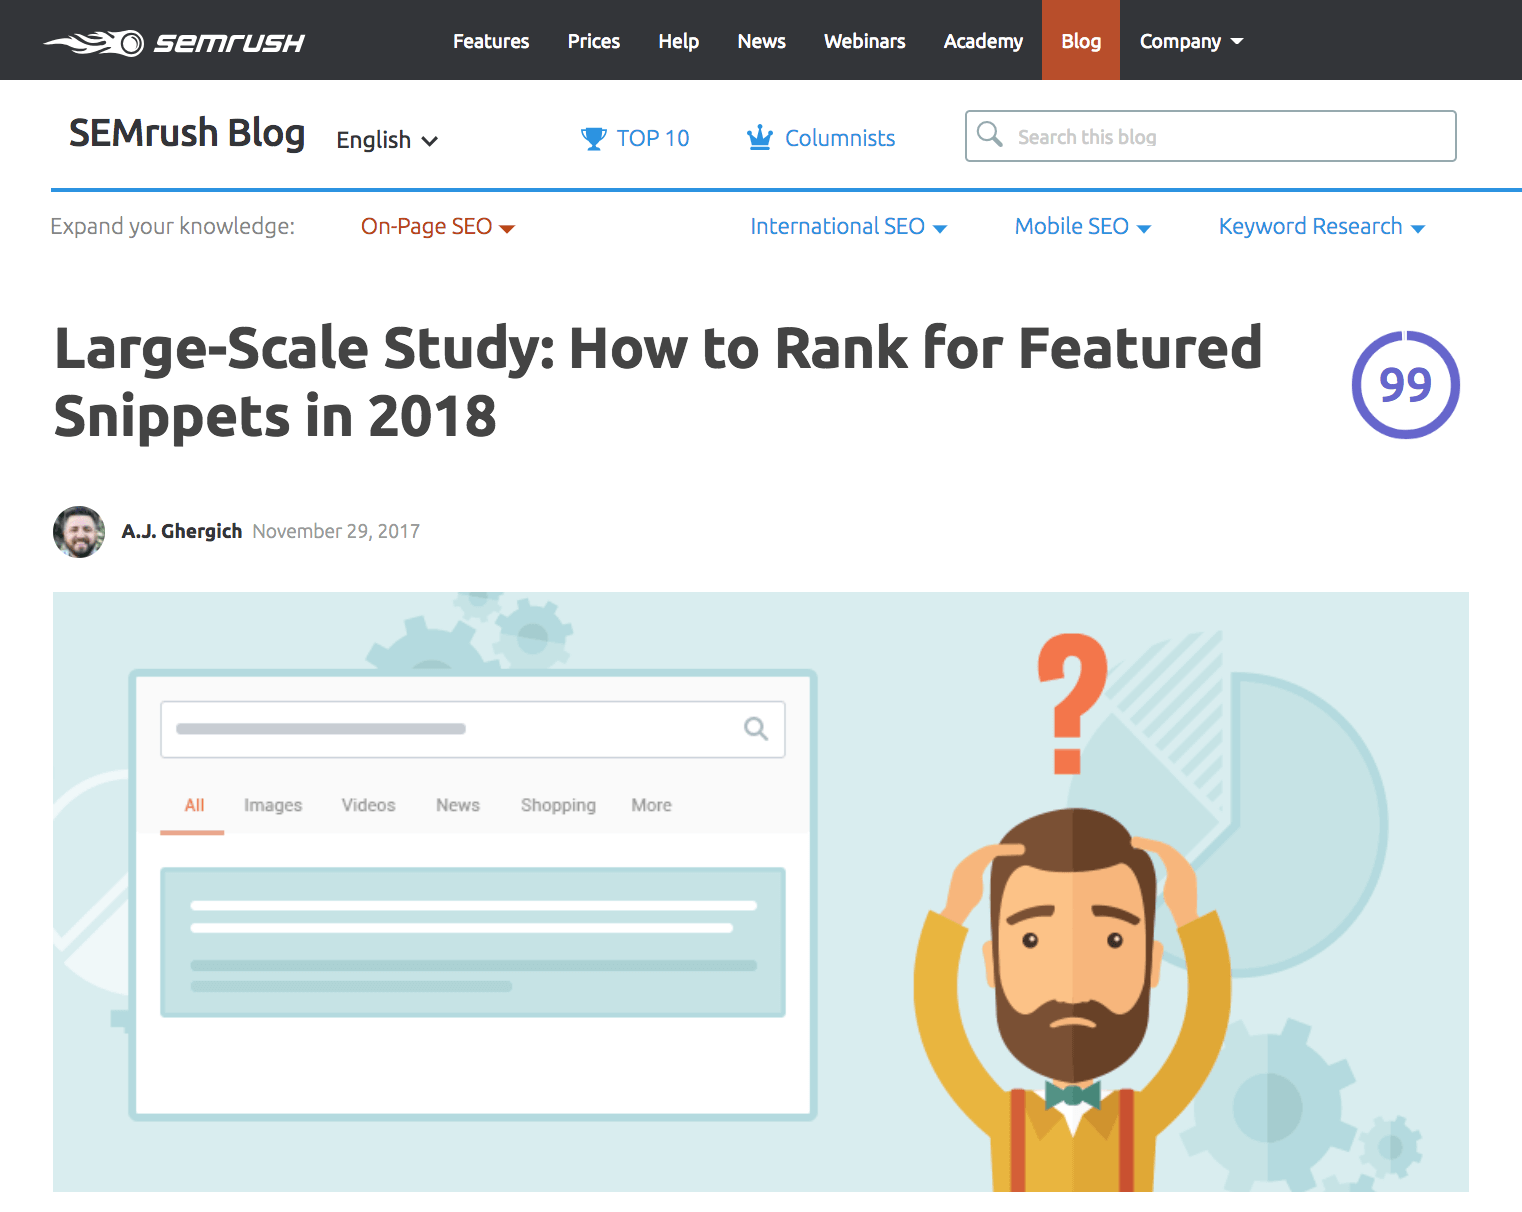 semrush
Features Prices Help News Webinars Academy Blog Company
SEMrush Blog English TOP 10 Columnists Search this blog
Expand your knowledge: On-Page SEO International SEO Mobile SEO Keyword Research
Large-Scale Study: How to Rank for Featured
Snippets in 2018
99
A.J. Ghergich November 29, 2017
?
All Images Videos News Shopping More